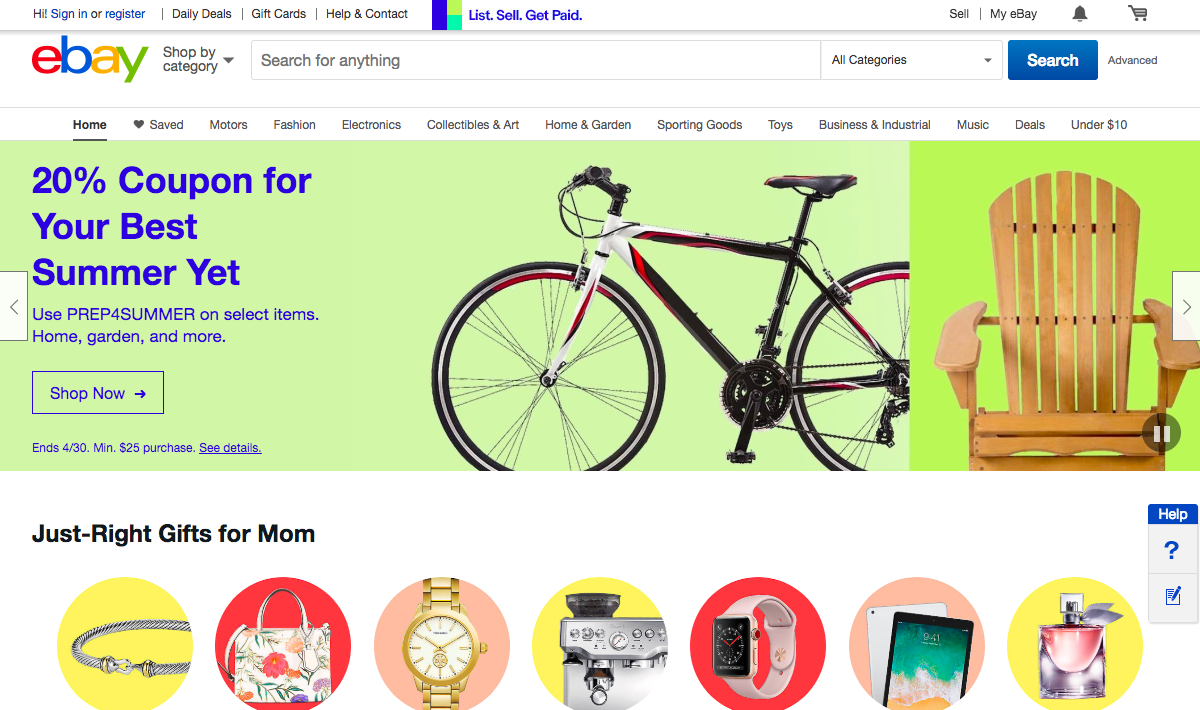 Hi! Sign in or register
Daily Deals
Gift Cards
Help & Contact
List. Sell. Get Paid.
Sell
My eBay
ebay
Shop by
category
Search for anything
All Categories
Search
Advanced
Home
Saved
Motors
Fashion
Electronics
Collectibles & Art
Home & Garden
Sporting Goods
Toys
Business & Industrial
Music
Deals
Under $10
20% Coupon for
Your Best
Summer Yet
Use PREP4SUMMER on select items.
Home, garden, and more.
Shop Now
Ends 4/30. Min. $25 purchase. See details.
Help
?
Just-Right Gifts for Mom
9:41